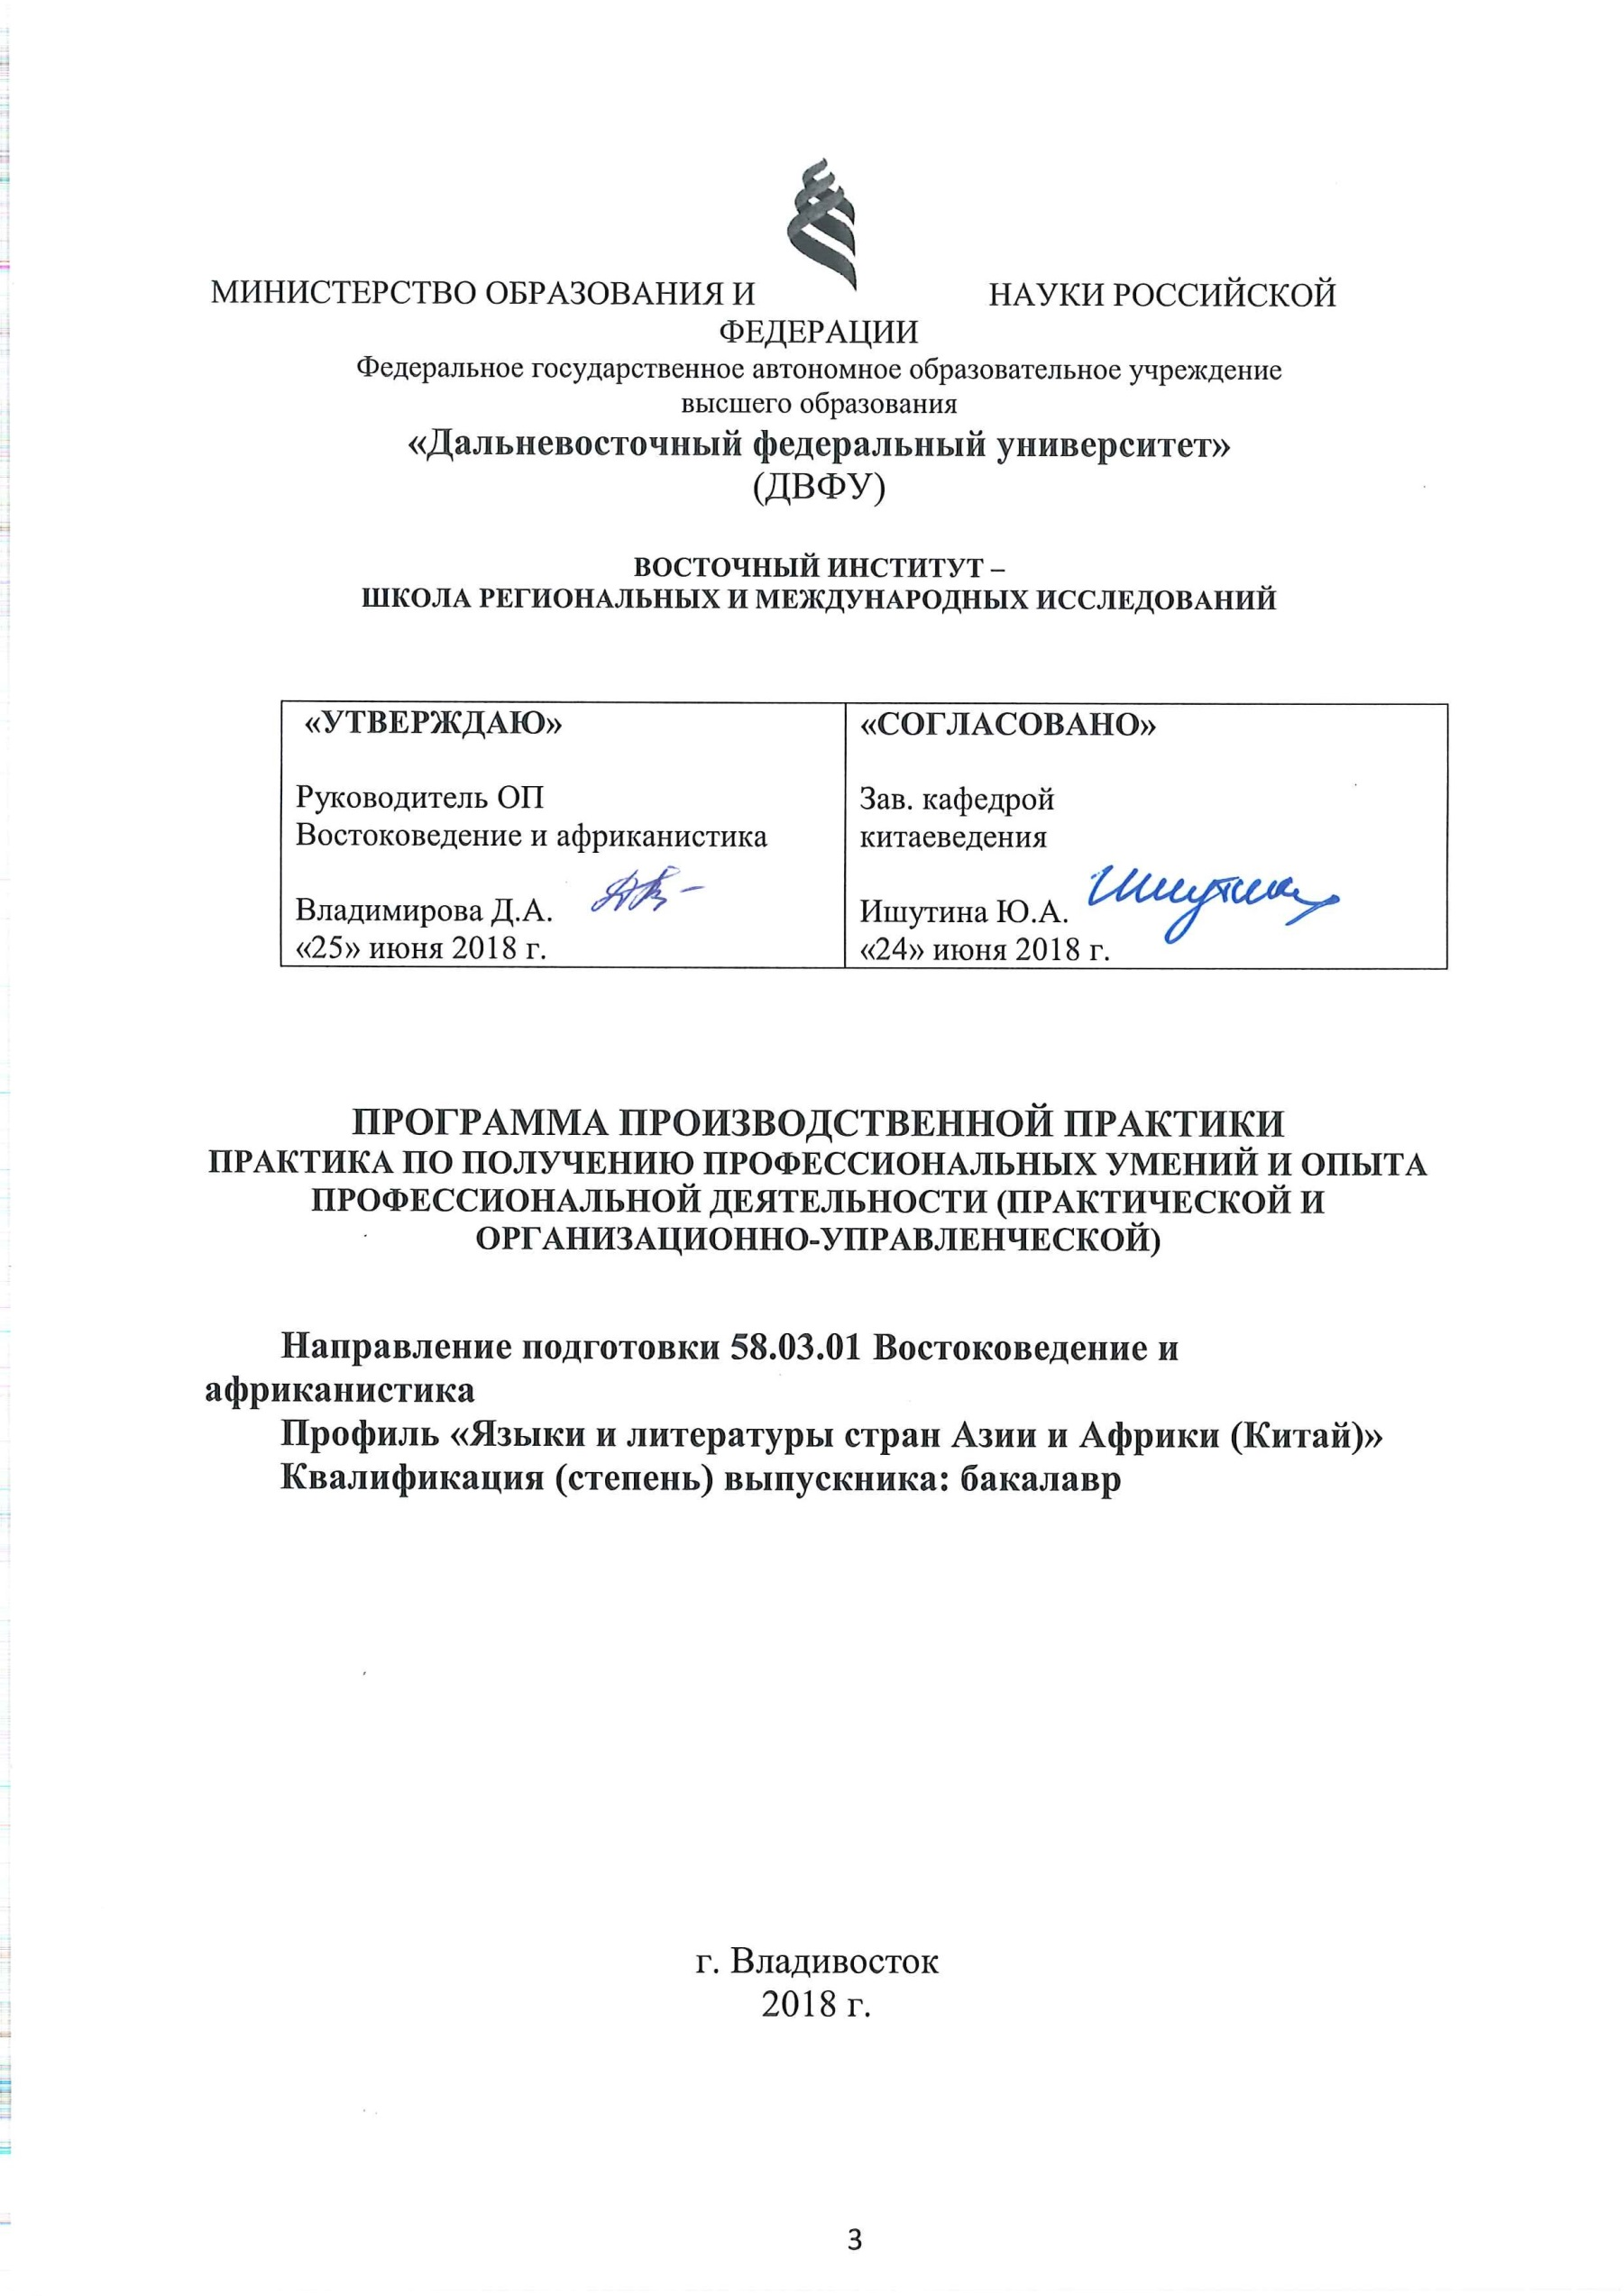 МИНИСТЕРСТВО ОБРАЗОВАНИЯ И НАУКИ РОССИЙСКОЙ
ФЕДЕРАЦИИ
Федеральное государственное автономное образовательное учреждение
высшего образования
«Дальневосточный федеральный университет»
(ДВФУ)
ВОСТОЧНЫЙ ИНСТИТУТ –
ШКОЛА РЕГИОНАЛЬНЫХ И МЕЖДУНАРОДНЫХ ИССЛЕДОВАНИЙ
«УТВЕРЖДАЮ»
Руководитель ОП
Востоковедение и африканистика
Владимирова Д.А.
«25» июня 2018 г.
«СОГЛАСОВАНО»
Зав. кафедрой
китаеведения
Ишутина Ю.А. Ишутина
«24» июня 2018 г.
ПРОГРАММА ПРОИЗВОДСТВЕННОЙ ПРАКТИКИ
ПРАКТИКА ПО ПОЛУЧЕНИЮ ПРОФЕССИОНАЛЬНЫХ УМЕНИЙ И ОПЫТА
ПРОФЕССИОНАЛЬНОЙ ДЕЯТЕЛЬНОСТИ (ПРАКТИЧЕСКОЙ И
ОРГАНИЗАЦИОННО-УПРАВЛЕНЧЕСКОЙ)
Направление подготовки 58.03.01 Востоковедение и
африканистика
Профиль «Языки и литературы стран Азии и Африки (Китай)»
Квалификация (степень) выпускника: бакалавр
г. Владивосток
2018 г.
3